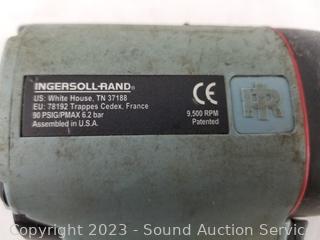 INGERSOLL-RAND®
US: White House, TN 37188
EU: 78192 Trappes Cedex, France
90 PSIG/PMAX 6.2 bar
Assembled in U.S.A.
CE
9,500 RPM
Patented
IR
Copyright 2023 - Sound Auction Service